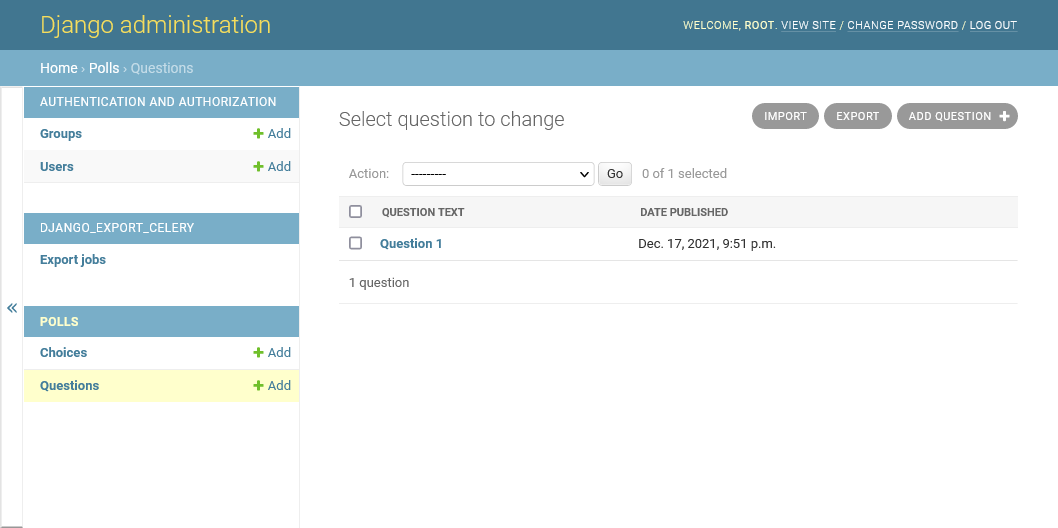 Django administration
WELCOME, ROOT. VIEW SITE / CHANGE PASSWORD / LOG OUT
Home › Polls › Questions
AUTHENTICATION AND AUTHORIZATION
Groups + Add
Users + Add
DJANGO_EXPORT_CELERY
Export jobs
«
POLLS
Choices + Add
Questions + Add
Select question to change
IMPORT EXPORT ADD QUESTION +
Action: --------- Go 0 of 1 selected
QUESTION TEXT DATE PUBLISHED
Question 1 Dec. 17, 2021, 9:51 p.m.
1 question